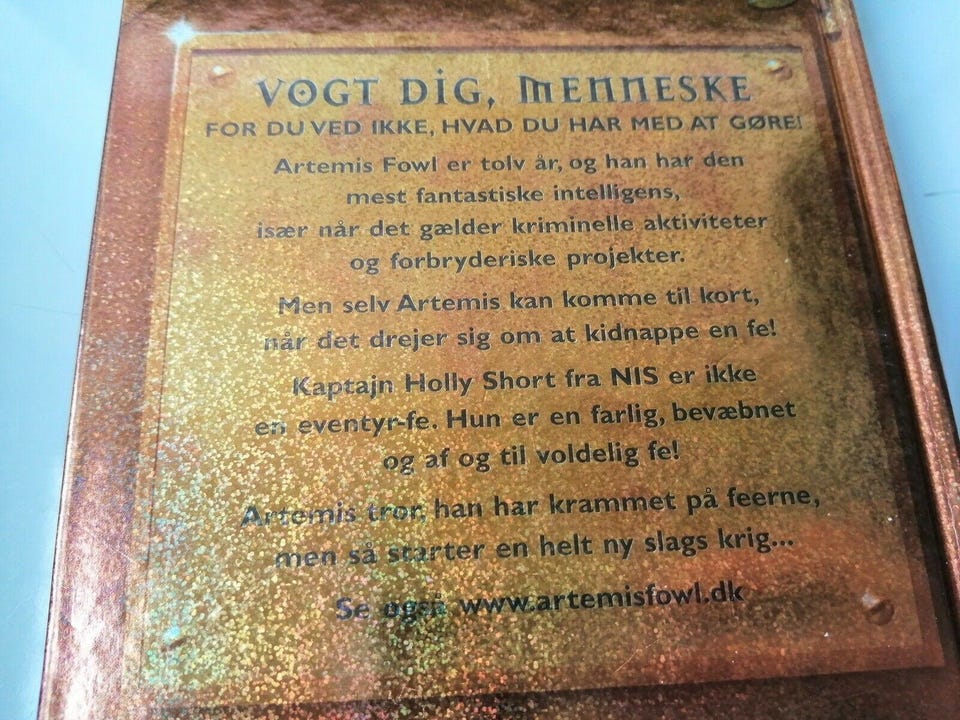 VOGT DIG, MENNESKE
FOR DU VED IKKE, HVAD DU HAR MED AT GØRE!
Artemis Fowl er tolv år, og han har den
mest fantastiske intelligens,
især når det gælder kriminelle aktiviteter
og forbryderiske projekter.
Men selv Artemis kan komme til kort,
når det drejer sig om at kidnappe en fe!
Kaptajn Holly Short fra NIS er ikke
en eventyr-fe. Hun er en farlig, bevæbnet
og af og til voldelig fe!
Artemis tror, han har krammet på feerne,
men så starter en helt ny slags krig...
Se også www.artemisfowl.dk